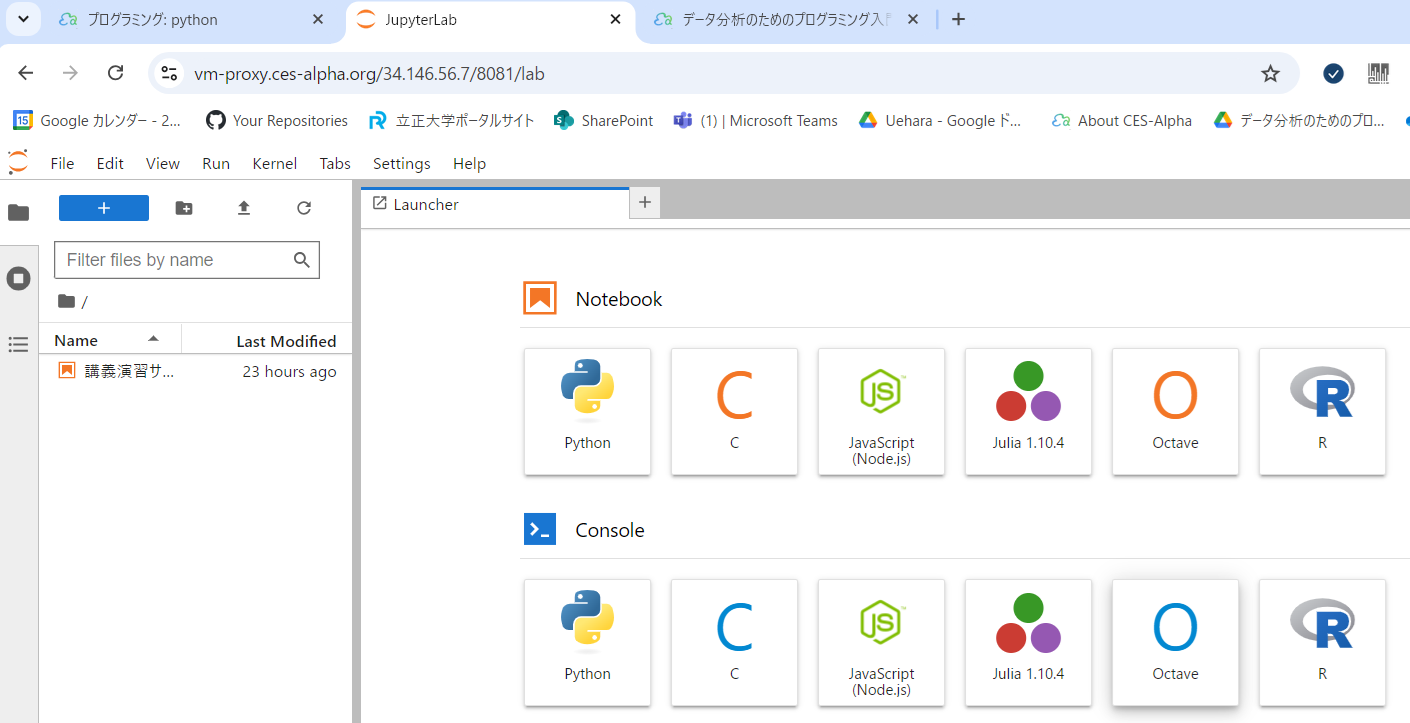 プログラミング: python
JupyterLab
データ分析のためのプログラミング入門
vm-proxy.ces-alpha.org/34.146.56.7/8081/lab
15 Google カレンダー - 2...
Your Repositories
立正大学ポータルサイト
SharePoint
(1) | Microsoft Teams
Uehara - Google ド...
About CES-Alpha
データ分析のためのプロ...
File Edit View Run Kernel Tabs Settings Help
Launcher
Filter files by name
/
Name Last Modified
講義演習サ... 23 hours ago
Notebook
Python
C
JavaScript
(Node.js)
Julia 1.10.4
Octave
R
Console
Python
C
JavaScript
(Node.js)
Julia 1.10.4
Octave
R